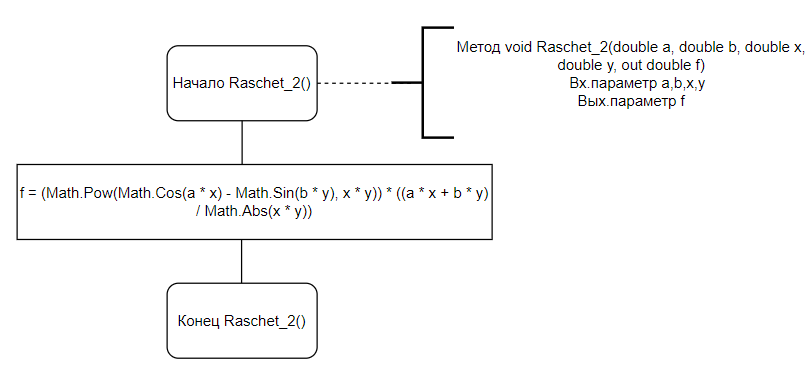 Метод void Raschet_2(double a, double b, double x,
double y, out double f)
Вх.параметр a,b,x,y
Вых.параметр f
Начало Raschet_2()
f = (Math.Pow(Math.Cos(a * x) - Math.Sin(b * y), x * y)) * ((a * x + b * y)
/ Math.Abs(x * y))
Конец Raschet_2()